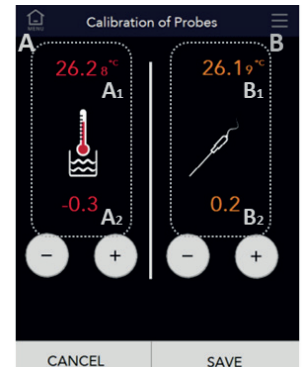 MENU
Calibration of Probes
A
B
26.28°C
26.19°C
A1
B1
-0.3
0.2
A2
B2
- + - +
CANCEL SAVE